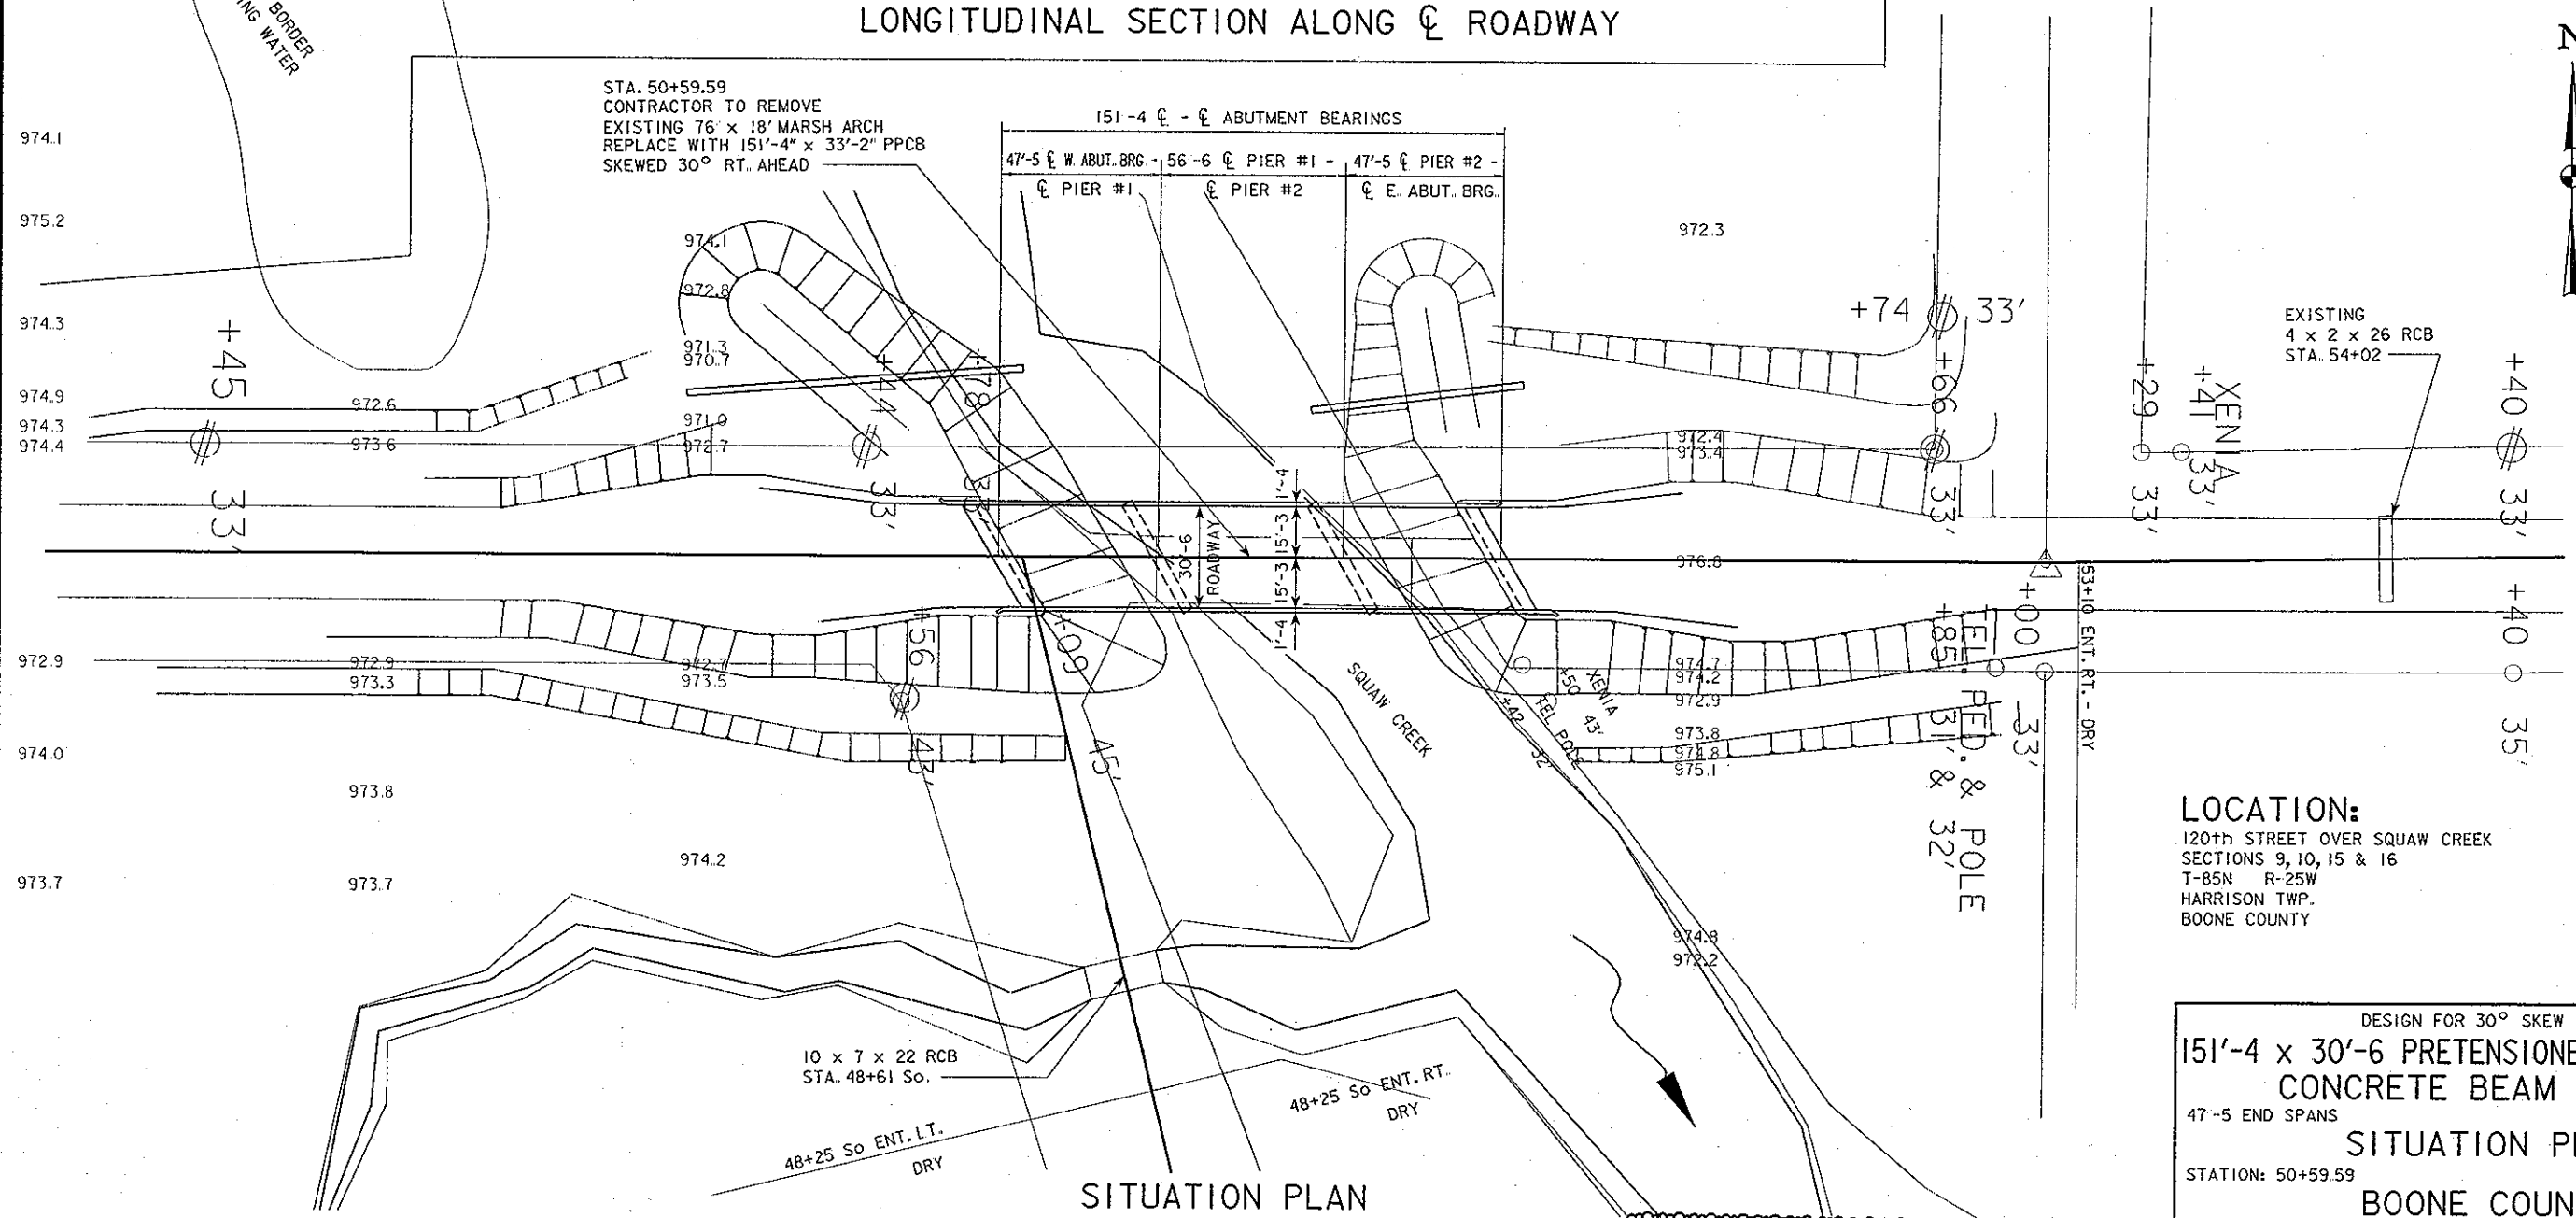 LONGITUDINAL SECTION ALONG ℄ ROADWAY
BORDER
WATER
N
STA. 50+59.59
CONTRACTOR TO REMOVE
EXISTING 76' x 18' MARSH ARCH
REPLACE WITH 151'-4" x 33'-2" PPCB
SKEWED 30° RT. AHEAD
151'-4 ℄ - ℄ ABUTMENT BEARINGS
47'-5 ℄ W. ABUT. BRG. -
℄ PIER #1
56'-6 ℄ PIER #1 -
℄ PIER #2
47'-5 ℄ PIER #2 -
℄ E. ABUT. BRG.
974.1
975.2
974.3
974.9
974.3
974.4
972.9
974.0
973.7
+45
33'
972.6
973.6
972.9
973.3
973.8
973.7
974.1
972.8
971.3
970.7
971.0
972.7
972.7
973.5
974.2
+44
33'
+78
33'
+56
43'
+09
45'
1'-4
15'-3
15'-3
1'-4
30'-6
ROADWAY
SQUAW CREEK
972.3
972.4
973.4
976.8
974.7
974.2
972.9
973.8
974.8
975.1
974.8
972.2
+50
XENIA
43'
TEL POLE
+42
32'
+74 33'
+66
33'
+29
33'
+41
XENIA
33'
EXISTING
4 x 2 x 26 RCB
STA. 54+02
+40
33'
+40
35'
+00
33'
+85
31' & 32'
TEL. PED. & POLE
53+10 ENT. RT. - DRY
LOCATION:
120th STREET OVER SQUAW CREEK
SECTIONS 9, 10, 15 & 16
T-85N R-25W
HARRISON TWP.
BOONE COUNTY
10 x 7 x 22 RCB
STA. 48+61 So.
48+25 So ENT. LT.
DRY
48+25 So ENT. RT.
DRY
SITUATION PLAN
DESIGN FOR 30° SKEW
151'-4 x 30'-6 PRETENSIONE
CONCRETE BEAM
47'-5 END SPANS
SITUATION P
STATION: 50+59.59
BOONE COUN